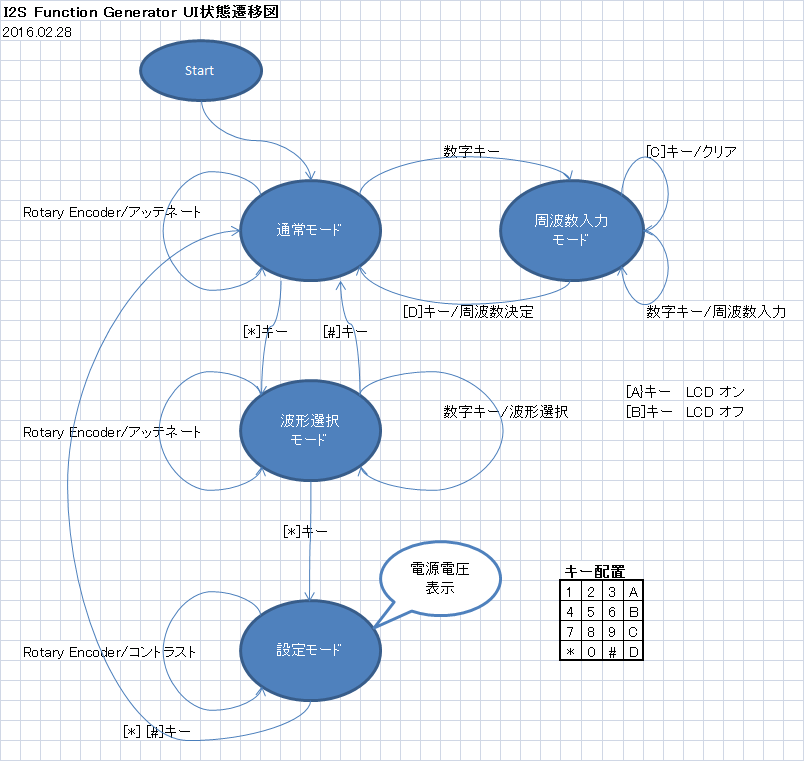 I2S Function Generator UI状態遷移図
2016.02.28
Start
数字キー
[C]キー/クリア
Rotary Encoder/アッテネート
通常モード
周波数入力
モード
[D]キー/周波数決定
数字キー/周波数入力
[*]キー
[#]キー
[A}キー LCD オン
[B]キー LCD オフ
波形選択
モード
数字キー/波形選択
Rotary Encoder/アッテネート
[*]キー
電源電圧
表示
キー配置
1 2 3 A
4 5 6 B
7 8 9 C
* 0 # D
設定モード
Rotary Encoder/コントラスト
[*] [#]キー